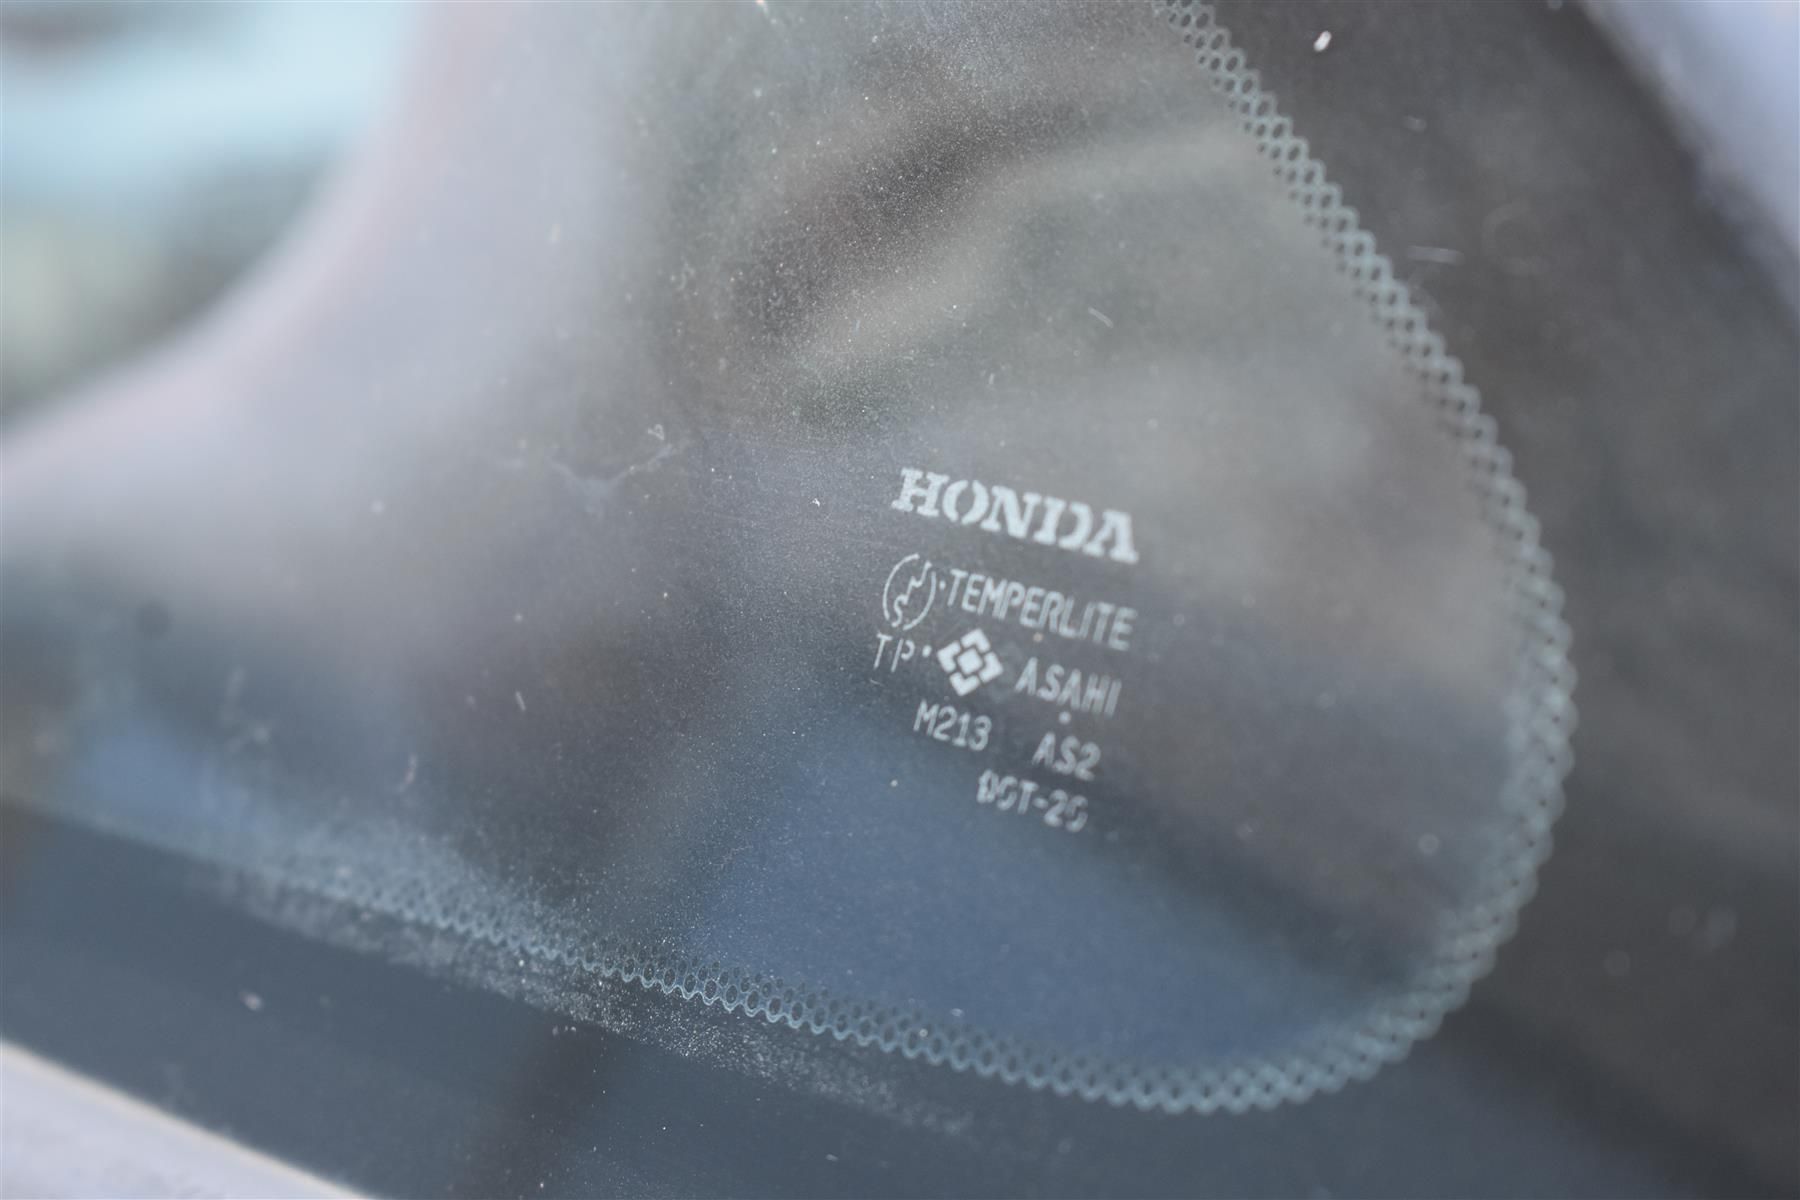 HONDA
TEMPERLITE
TP ASAHI
M213 AS2
DOT-20